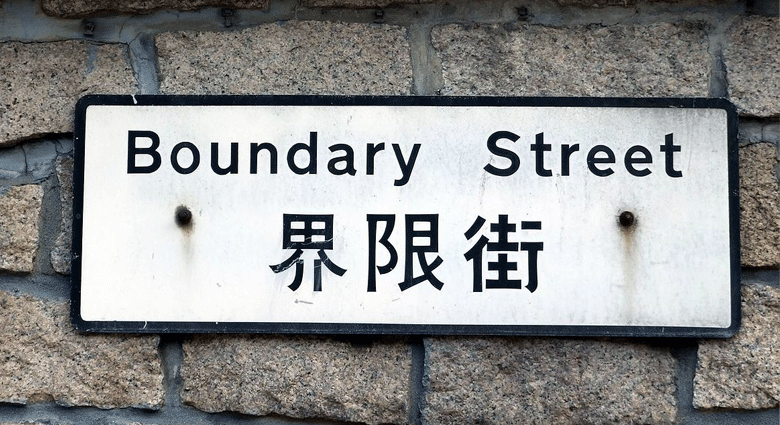 Boundary Street
界限街